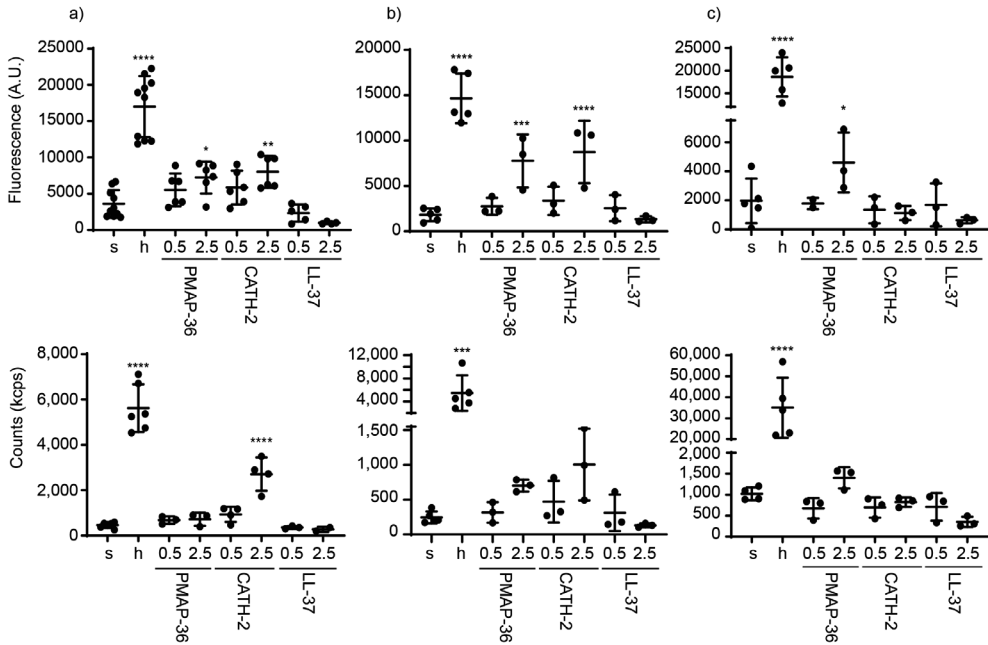 a)
b)
c)
Fluorescence (A.U.)
25000
20000
15000
10000
5000
0
****
*
**
s
h
0.5
2.5
0.5
2.5
0.5
2.5
PMAP-36
CATH-2
LL-37
20000
15000
10000
5000
0
****
***
****
s
h
0.5
2.5
0.5
2.5
0.5
2.5
PMAP-36
CATH-2
LL-37
25000
20000
15000
6000
4000
2000
0
****
*
s
h
0.5
2.5
0.5
2.5
0.5
2.5
PMAP-36
CATH-2
LL-37
Counts (kcps)
8,000
6,000
4,000
2,000
0
****
****
s
h
0.5
2.5
0.5
2.5
0.5
2.5
PMAP-36
CATH-2
LL-37
12,000
8,000
4,000
1,500
1,000
500
0
***
s
h
0.5
2.5
0.5
2.5
0.5
2.5
PMAP-36
CATH-2
LL-37
60,000
50,000
40,000
30,000
20,000
2,000
1,500
1,000
500
0
****
s
h
0.5
2.5
0.5
2.5
0.5
2.5
PMAP-36
CATH-2
LL-37